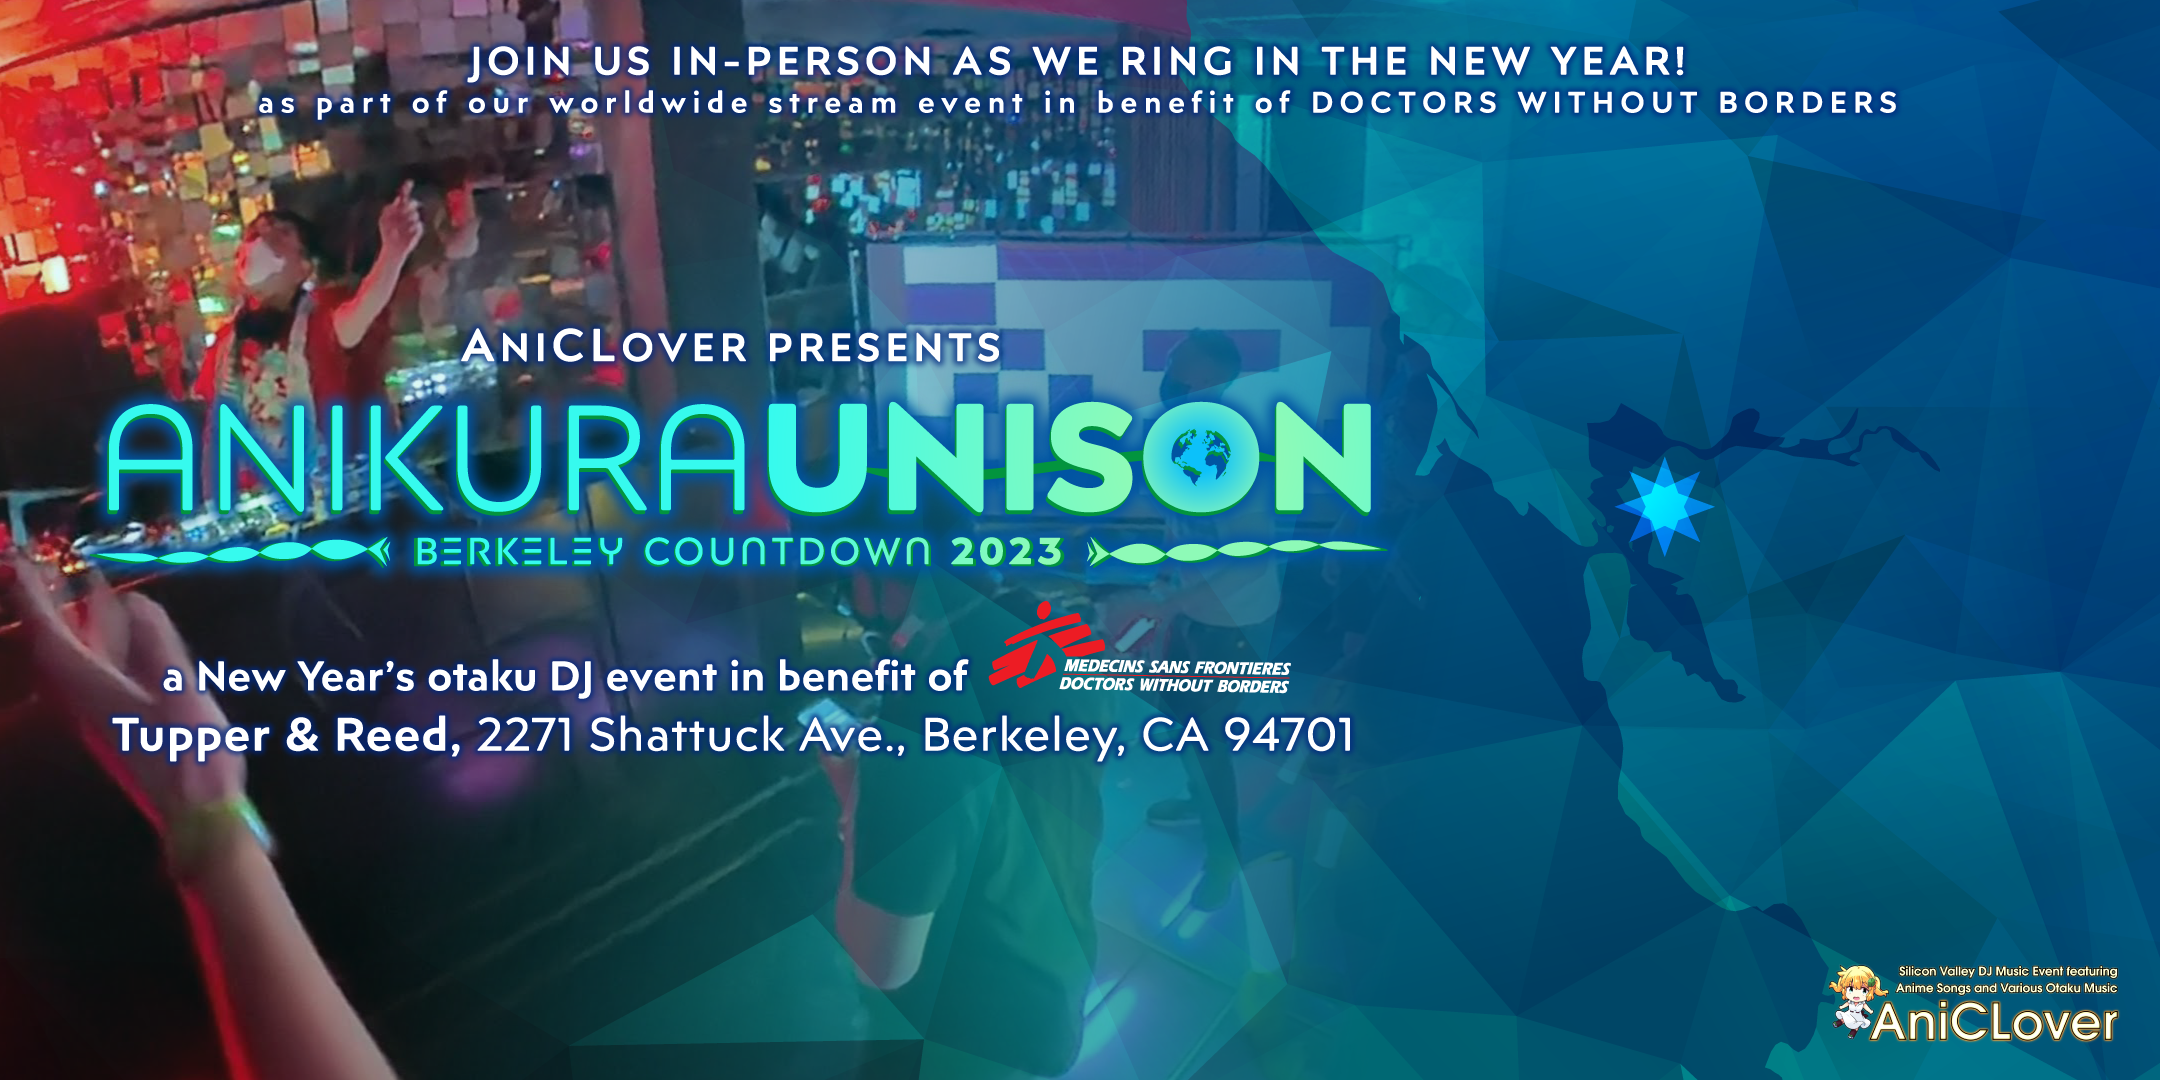 JOIN US IN-PERSON AS WE RING IN THE NEW YEAR!
as part of our worldwide stream event in benefit of DOCTORS WITHOUT BORDERS
ANICLOVER PRESENTS
ANIKURAUNISON
BERKELEY COUNTDOWN 2023
a New Year's otaku DJ event in benefit of
MEDECINS SANS FRONTIERES
DOCTORS WITHOUT BORDERS
Tupper & Reed, 2271 Shattuck Ave., Berkeley, CA 94701
Silicon Valley DJ Music Event featuring
Anime Songs and Various Otaku Music
AniCLover